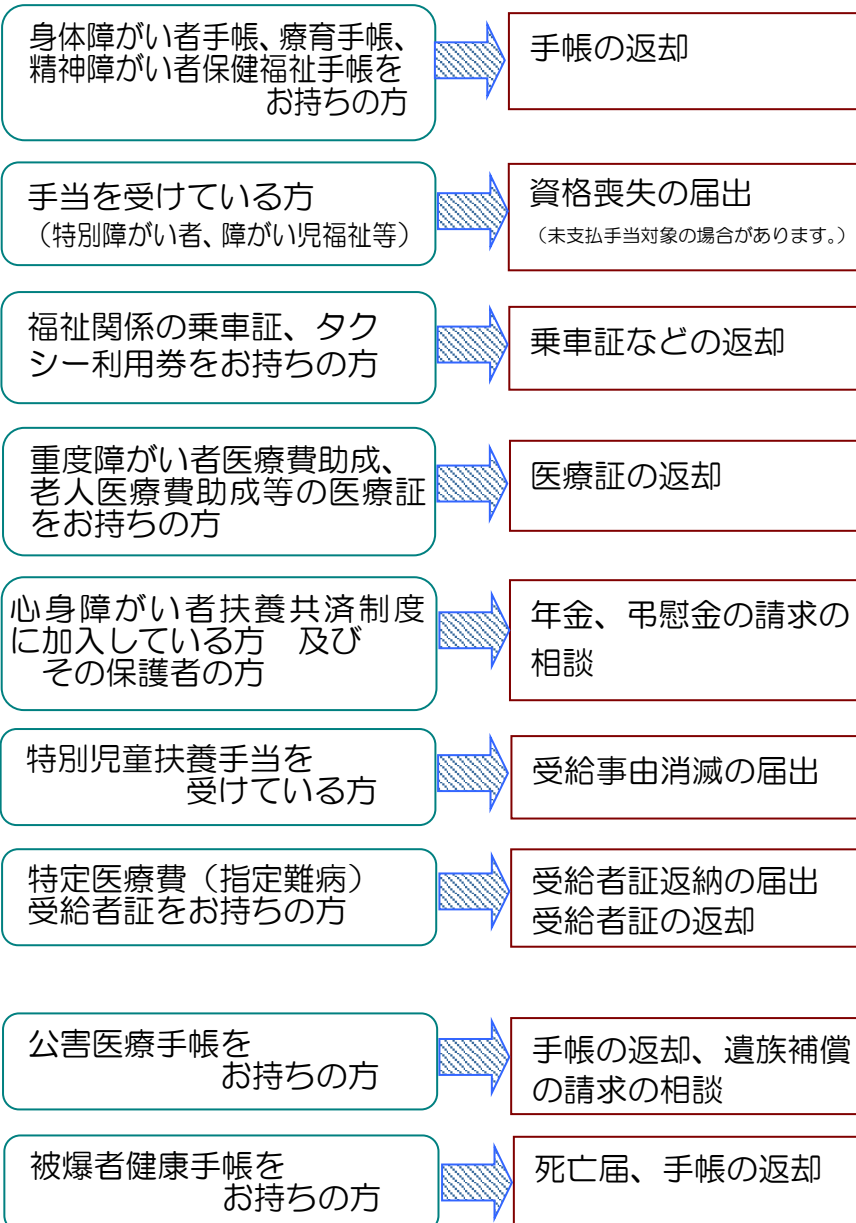 身体障がい者手帳、療育手帳、
精神障がい者保健福祉手帳を
お持ちの方
手帳の返却
手当を受けている方
（特別障がい者、障がい児福祉等）
資格喪失の届出
（未支払手当対象の場合があります。）
福祉関係の乗車証、タク
シー利用券をお持ちの方
乗車証などの返却
重度障がい者医療費助成、
老人医療費助成等の医療証
をお持ちの方
医療証の返却
心身障がい者扶養共済制度
に加入している方　及び
その保護者の方
年金、弔慰金の請求の
相談
特別児童扶養手当を
受けている方
受給事由消滅の届出
特定医療費（指定難病）
受給者証をお持ちの方
受給者証返納の届出
受給者証の返却
公害医療手帳を
お持ちの方
手帳の返却、遺族補償
の請求の相談
被爆者健康手帳を
お持ちの方
死亡届、手帳の返却